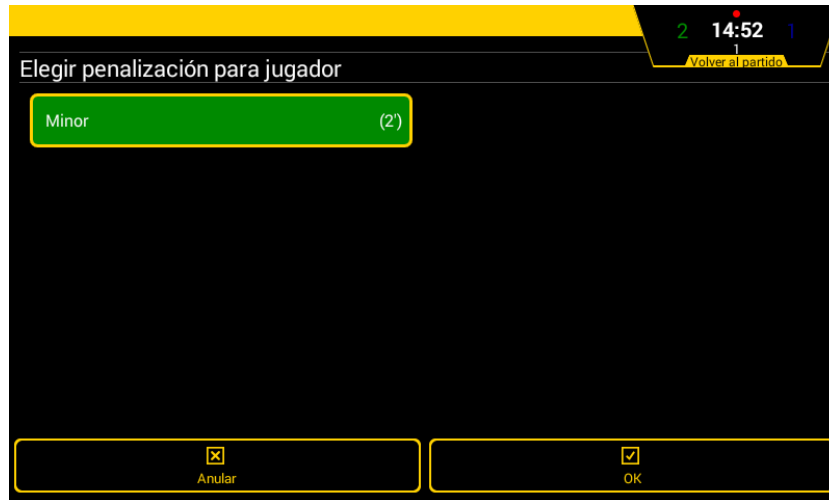 2 14:52 1
1
Volver al partido
Elegir penalización para jugador
Minor (2')
Anular
OK